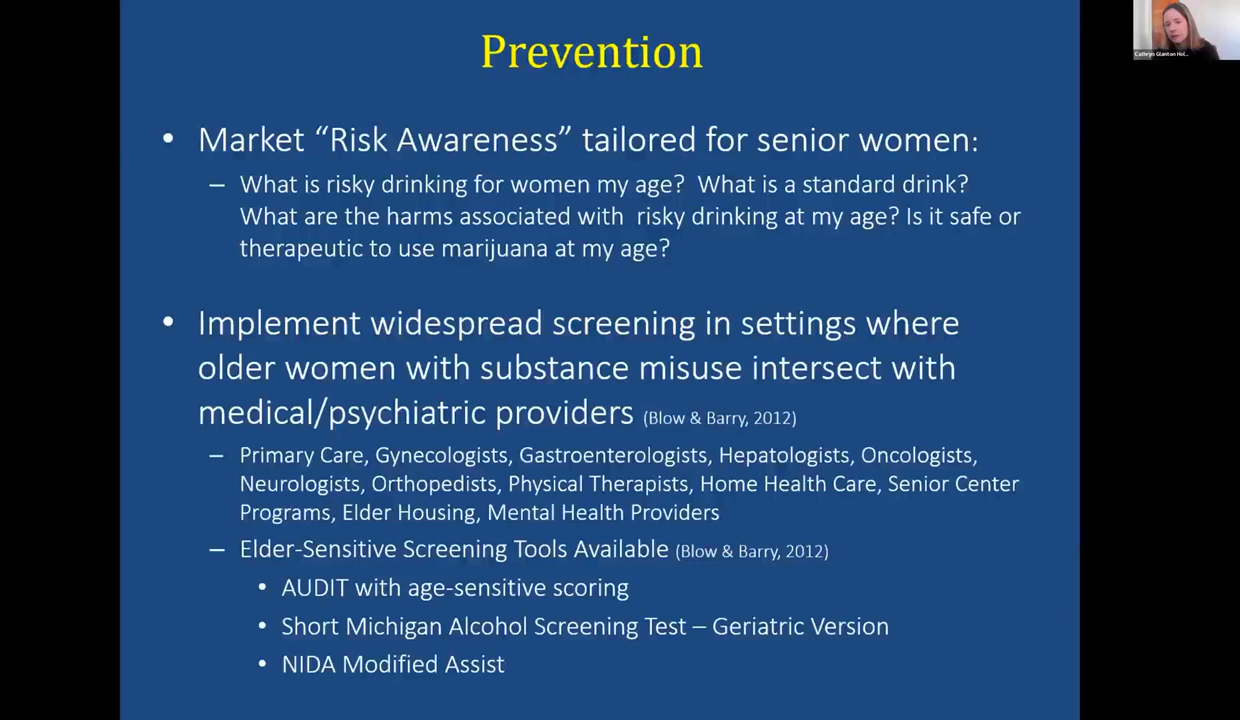 Prevention
• Market “Risk Awareness” tailored for senior women:
– What is risky drinking for women my age? What is a standard drink?
What are the harms associated with risky drinking at my age? Is it safe or
therapeutic to use marijuana at my age?
• Implement widespread screening in settings where
older women with substance misuse intersect with
medical/psychiatric providers (Blow & Barry, 2012)
– Primary Care, Gynecologists, Gastroenterologists, Hepatologists, Oncologists,
Neurologists, Orthopedists, Physical Therapists, Home Health Care, Senior Center
Programs, Elder Housing, Mental Health Providers
– Elder-Sensitive Screening Tools Available (Blow & Barry, 2012)
• AUDIT with age-sensitive scoring
• Short Michigan Alcohol Screening Test – Geriatric Version
• NIDA Modified Assist
Cathryn Glanton Hol...